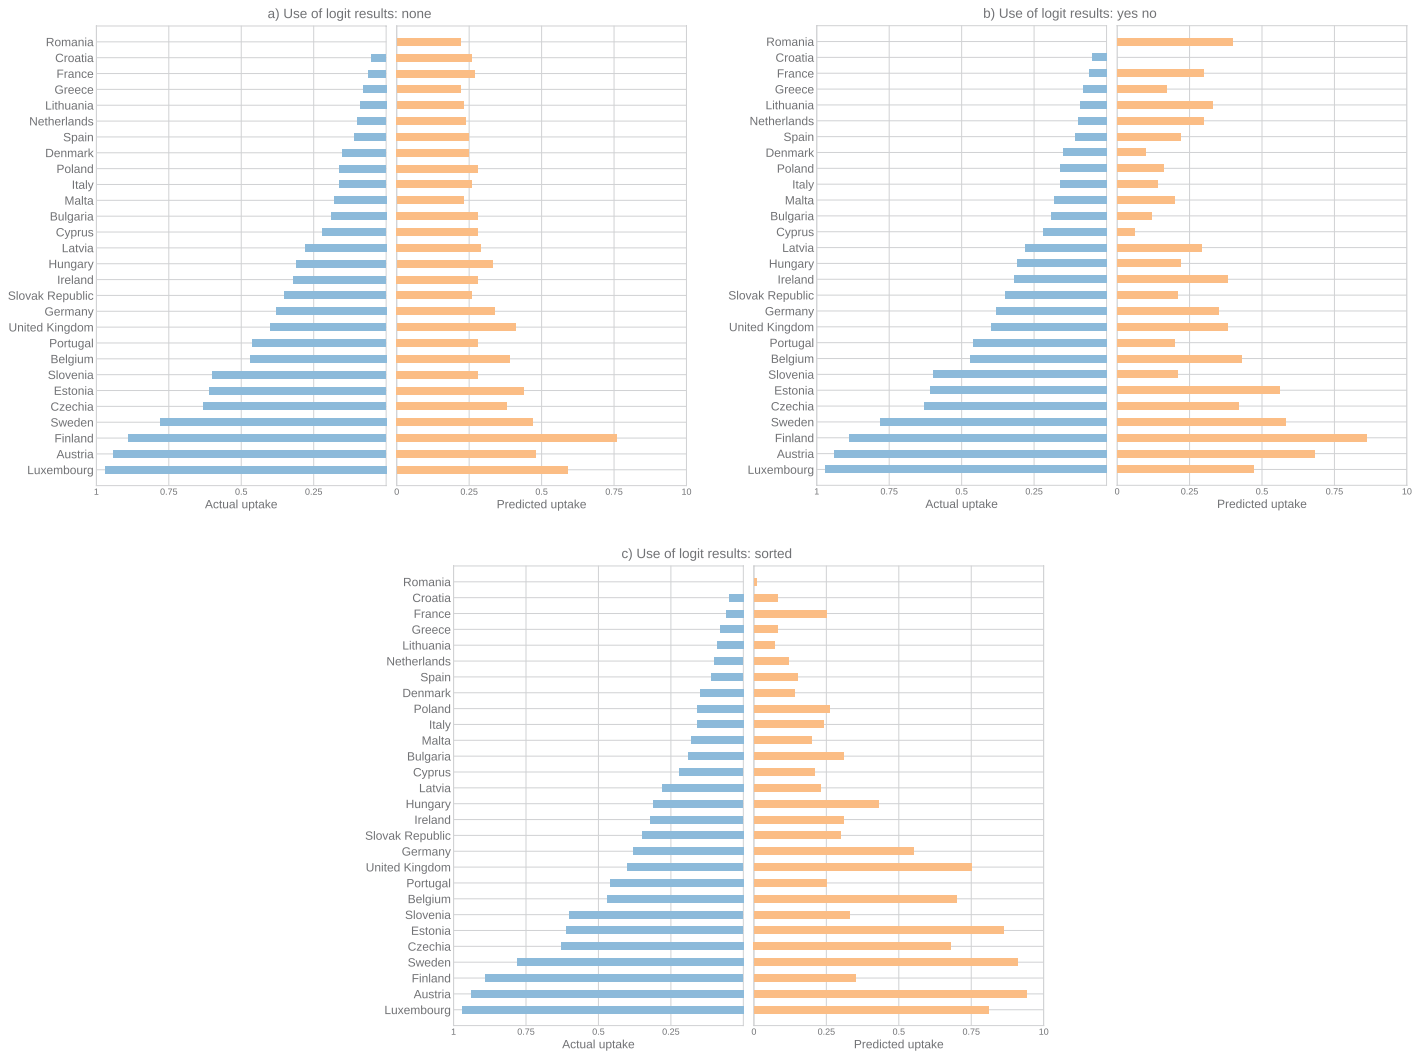 a) Use of logit results: none
Romania
Croatia
France
Greece
Lithuania
Netherlands
Spain
Denmark
Poland
Italy
Malta
Bulgaria
Cyprus
Latvia
Hungary
Ireland
Slovak Republic
Germany
United Kingdom
Portugal
Belgium
Slovenia
Estonia
Czechia
Sweden
Finland
Austria
Luxembourg
1 0.75 0.5 0.25 0 0.25 0.5 0.75 10
Actual uptake Predicted uptake
b) Use of logit results: yes no
Romania
Croatia
France
Greece
Lithuania
Netherlands
Spain
Denmark
Poland
Italy
Malta
Bulgaria
Cyprus
Latvia
Hungary
Ireland
Slovak Republic
Germany
United Kingdom
Portugal
Belgium
Slovenia
Estonia
Czechia
Sweden
Finland
Austria
Luxembourg
1 0.75 0.5 0.25 0 0.25 0.5 0.75 10
Actual uptake Predicted uptake
c) Use of logit results: sorted
Romania
Croatia
France
Greece
Lithuania
Netherlands
Spain
Denmark
Poland
Italy
Malta
Bulgaria
Cyprus
Latvia
Hungary
Ireland
Slovak Republic
Germany
United Kingdom
Portugal
Belgium
Slovenia
Estonia
Czechia
Sweden
Finland
Austria
Luxembourg
1 0.75 0.5 0.25 0 0.25 0.5 0.75 10
Actual uptake Predicted uptake